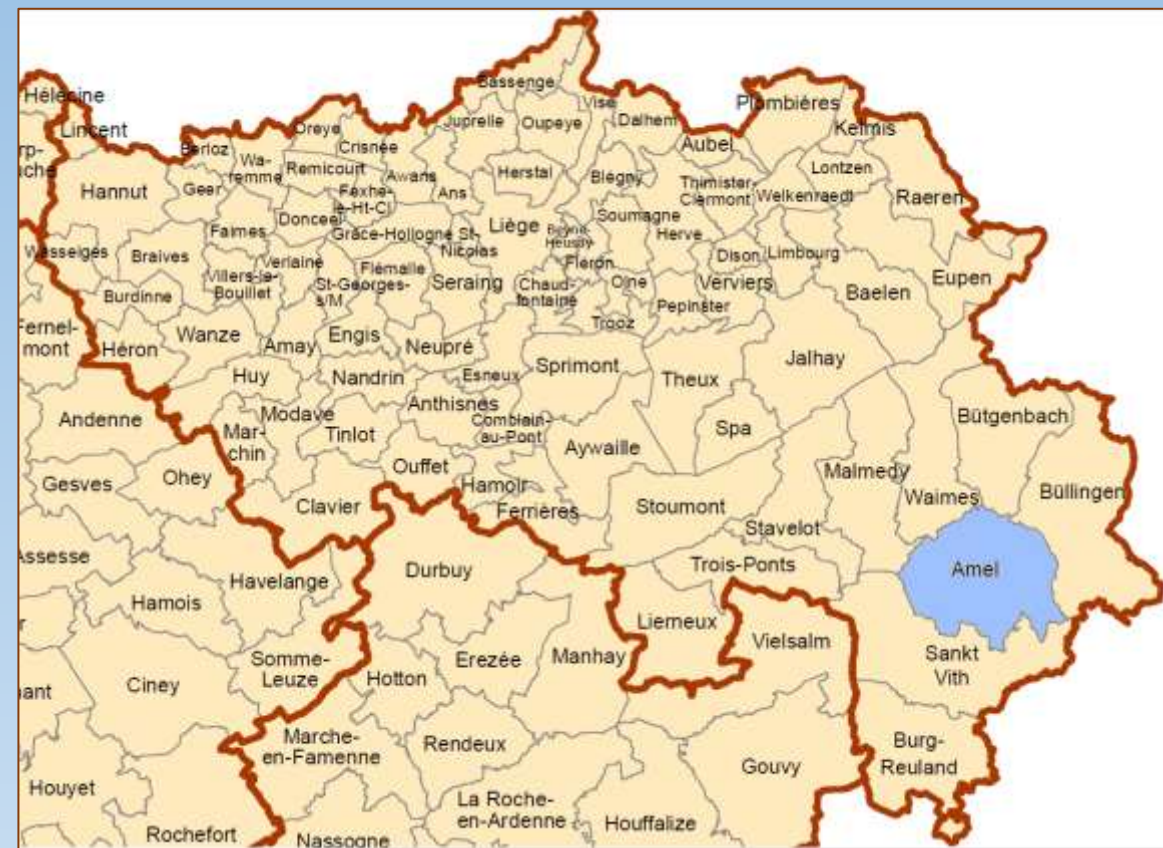 Bassenge
Hélécine
Visé
Plombières
Juprelle
Oupeye
Dalhem
Lincent
Oreye
Kelmis
Crisnée
Aubel
Berloz
Wa-
remme
Remicourt
Awans
Ans
Herstal
Blegny
Lontzen
Hannut
Geer
Fexhe-
le-Ht-Cl
Thimister-
Clermont
Welkenraedt
Raeren
Donceel
Liège
Soumagne
Faimes
Grâce-Hollogne
St-
Nicolas
Beyne-
Heusay
Herve
Wasseiges
Braives
Verlaine
Fléron
Dison
Limbourg
Villers-le-
Bouillet
St-Georges-
s/M
Flémalle
Seraing
Chaud-
fontaine
Olne
Verviers
Baelen
Eupen
Burdinne
Pepinster
Trooz
Fernel-
mont
Héron
Wanze
Amay
Engis
Neupré
Sprimont
Jalhay
Huy
Nandrin
Esneux
Theux
Anthisnes
Andenne
Modave
Mar-
chin
Tinlot
Comblain-
au-Pont
Spa
Bütgenbach
Aywaille
Ouffet
Malmedy
Gesves
Ohey
Hamoir
Büllingen
Clavier
Ferrières
Stoumont
Waimes
Stavelot
Assesse
Havelange
Durbuy
Trois-Ponts
Amel
Hamois
Lierneux
Vielsalm
Somme-
Leuze
Erezée
Manhay
Sankt
Vith
Ciney
Hotton
Marche-
en-Famenne
Rendeux
Burg-
Reuland
Houyet
Gouvy
La Roche-
en-Ardenne
Houffalize
Rochefort
Nassogne